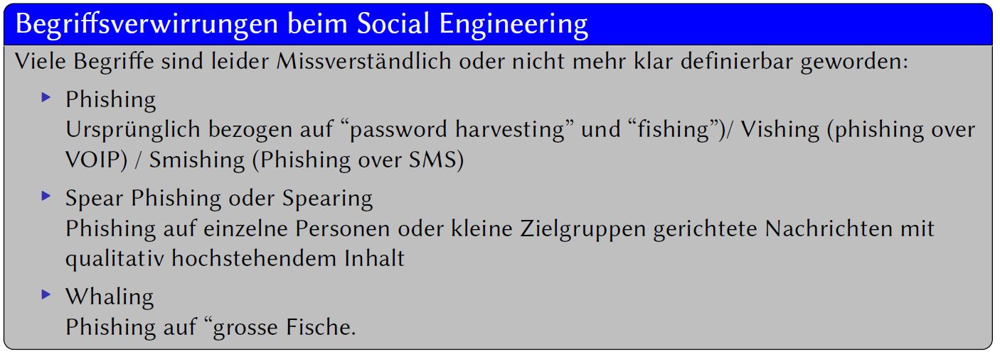 Begriffsverwirrungen beim Social Engineering
Viele Begriffe sind leider Missverständlich oder nicht mehr klar definierbar geworden:
Phishing
Ursprünglich bezogen auf “password harvesting” und “fishing”)/ Vishing (phishing over
VOIP) / Smishing (Phishing over SMS)
Spear Phishing oder Spearing
Phishing auf einzelne Personen oder kleine Zielgruppen gerichtete Nachrichten mit
qualitativ hochstehendem Inhalt
Whaling
Phishing auf “grosse Fische.